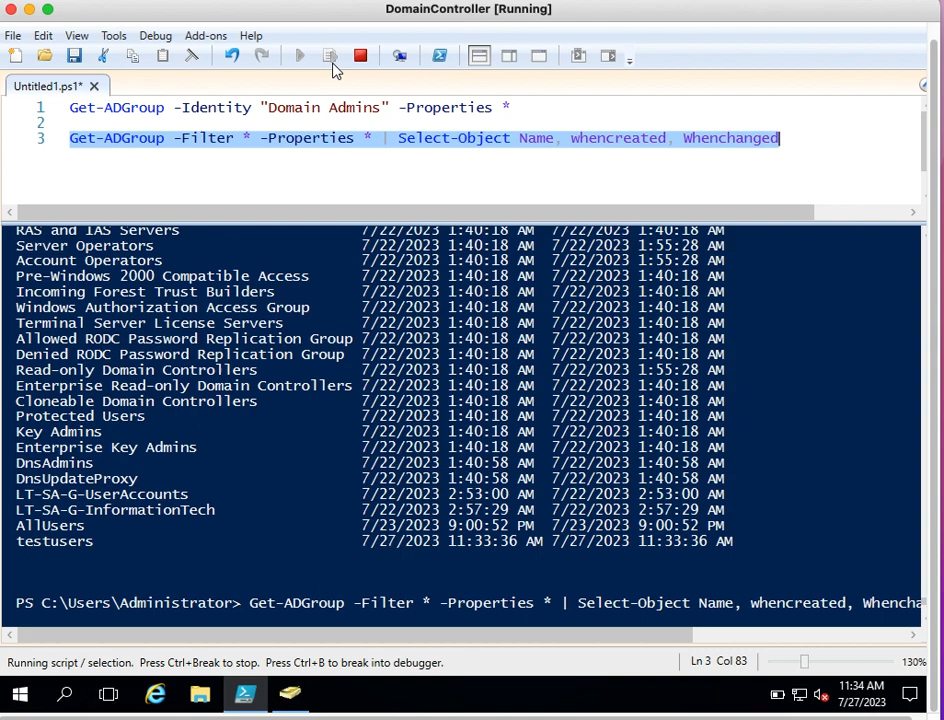 DomainController [Running]
File Edit View Tools Debug Add-ons Help
Untitled1.ps1*
1 Get-ADGroup -Identity "Domain Admins" -Properties *
2
3 Get-ADGroup -Filter * -Properties * | Select-Object Name, whencreated, Whenchanged
RAS and IAS Servers 7/22/2023 1:40:18 AM 7/22/2023 1:40:18 AM
Server Operators 7/22/2023 1:40:18 AM 7/22/2023 1:55:28 AM
Account Operators 7/22/2023 1:40:18 AM 7/22/2023 1:55:28 AM
Pre-Windows 2000 Compatible Access 7/22/2023 1:40:18 AM 7/22/2023 1:40:18 AM
Incoming Forest Trust Builders 7/22/2023 1:40:18 AM 7/22/2023 1:40:18 AM
Windows Authorization Access Group 7/22/2023 1:40:18 AM 7/22/2023 1:40:18 AM
Terminal Server License Servers 7/22/2023 1:40:18 AM 7/22/2023 1:40:18 AM
Allowed RODC Password Replication Group 7/22/2023 1:40:18 AM 7/22/2023 1:40:18 AM
Denied RODC Password Replication Group 7/22/2023 1:40:18 AM 7/22/2023 1:40:18 AM
Read-only Domain Controllers 7/22/2023 1:40:18 AM 7/22/2023 1:55:28 AM
Enterprise Read-only Domain Controllers 7/22/2023 1:40:18 AM 7/22/2023 1:40:18 AM
Cloneable Domain Controllers 7/22/2023 1:40:18 AM 7/22/2023 1:40:18 AM
Protected Users 7/22/2023 1:40:18 AM 7/22/2023 1:40:18 AM
Key Admins 7/22/2023 1:40:18 AM 7/22/2023 1:40:18 AM
Enterprise Key Admins 7/22/2023 1:40:18 AM 7/22/2023 1:40:18 AM
DnsAdmins 7/22/2023 1:40:58 AM 7/22/2023 1:40:58 AM
DnsUpdateProxy 7/22/2023 1:40:58 AM 7/22/2023 1:40:58 AM
LT-SA-G-UserAccounts 7/22/2023 2:53:00 AM 7/22/2023 2:53:00 AM
LT-SA-G-InformationTech 7/22/2023 2:57:29 AM 7/22/2023 2:57:29 AM
AllUsers 7/23/2023 9:00:52 PM 7/23/2023 9:00:52 PM
testusers 7/27/2023 11:33:36 AM 7/27/2023 11:33:36 AM
PS C:\Users\Administrator> Get-ADGroup -Filter * -Properties * | Select-Object Name, whencreated, Whencha
Running script / selection. Press Ctrl+Break to stop. Press Ctrl+B to break into debugger. Ln 3 Col 83 130%
11:34 AM
7/27/2023